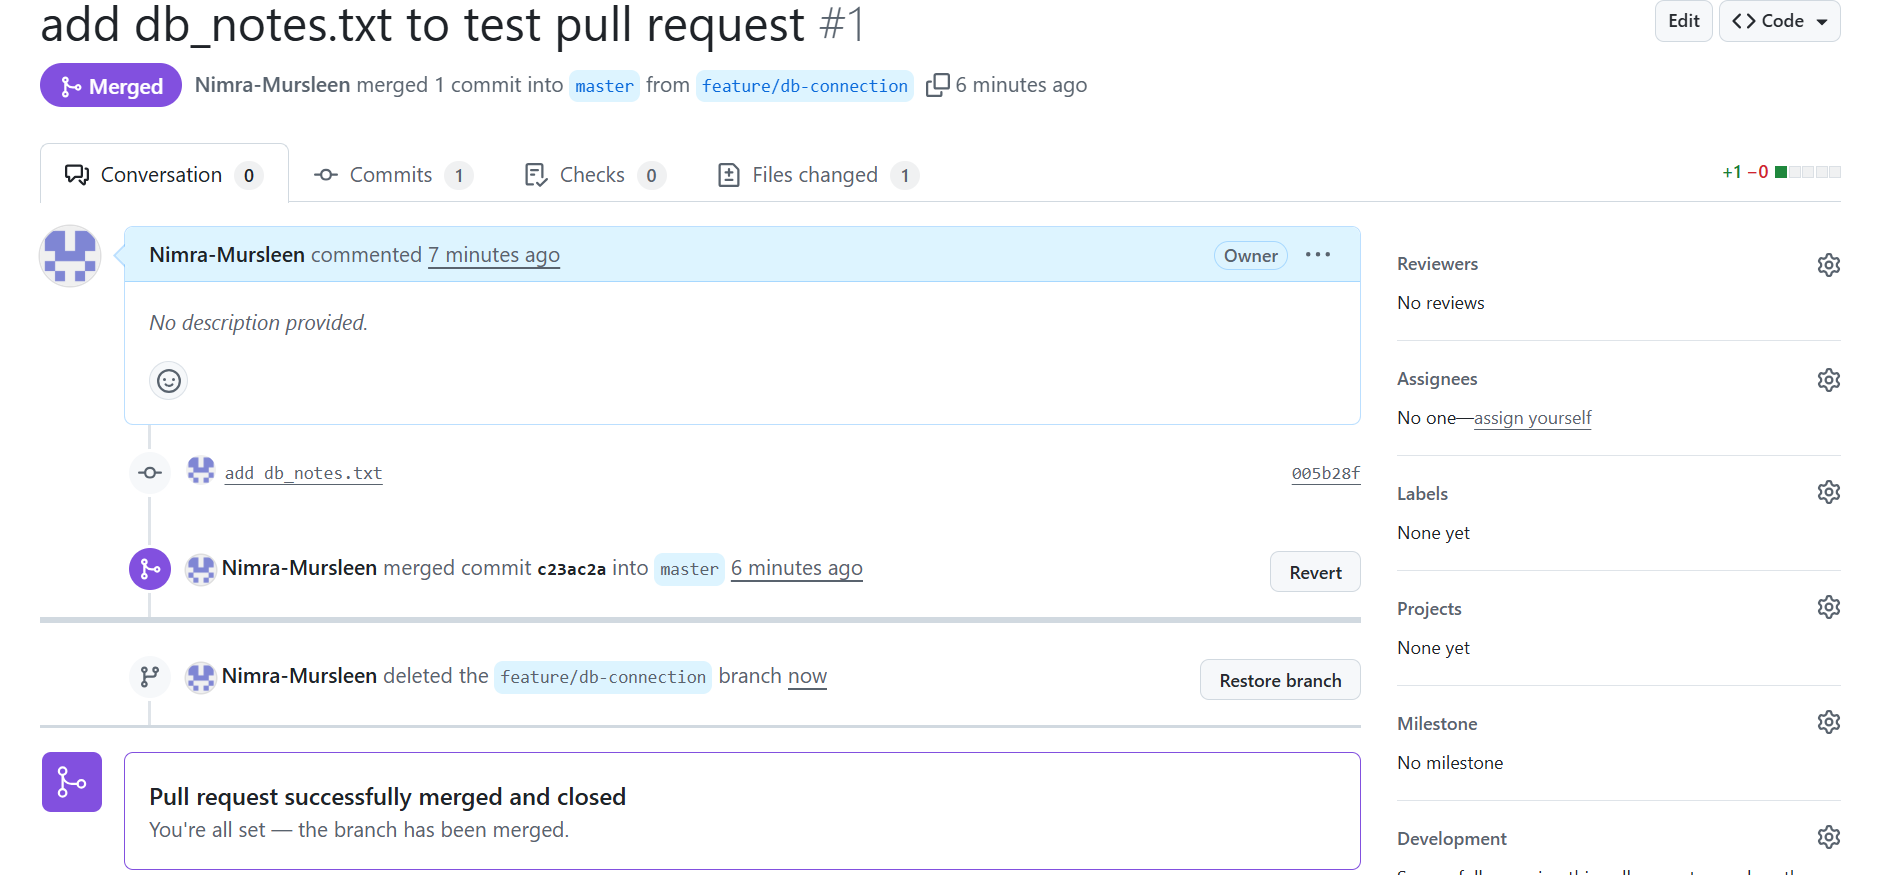 add db_notes.txt to test pull request #1
Edit
Code
Merged
Nimra-Mursleen merged 1 commit into master from feature/db-connection 6 minutes ago
Conversation 0
Commits 1
Checks 0
Files changed 1
+1 −0
Nimra-Mursleen commented 7 minutes ago
Owner
No description provided.
add db_notes.txt
005b28f
Nimra-Mursleen merged commit c23ac2a into master 6 minutes ago
Revert
Nimra-Mursleen deleted the feature/db-connection branch now
Restore branch
Pull request successfully merged and closed
You're all set — the branch has been merged.
Reviewers
No reviews
Assignees
No one—assign yourself
Labels
None yet
Projects
None yet
Milestone
No milestone
Development